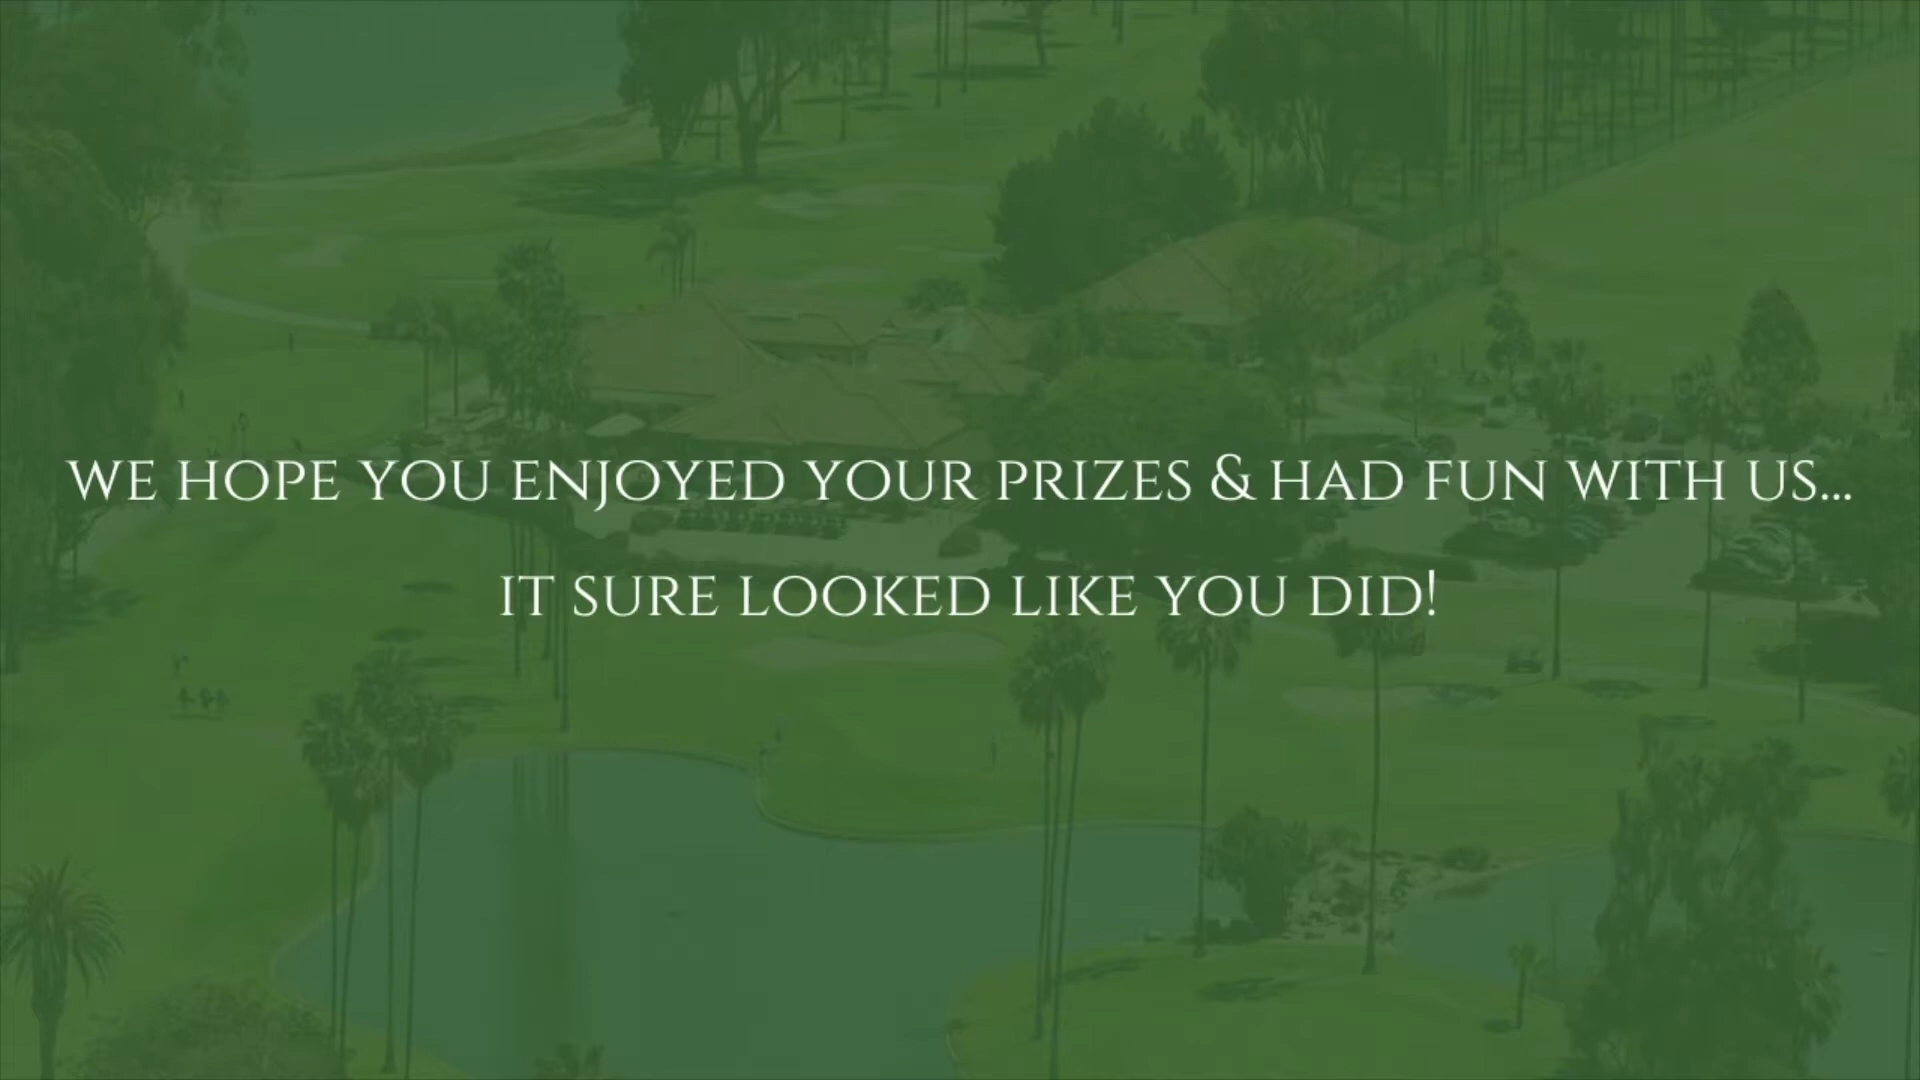 WE HOPE YOU ENJOYED YOUR PRIZES & HAD FUN WITH US...
IT SURE LOOKED LIKE YOU DID!